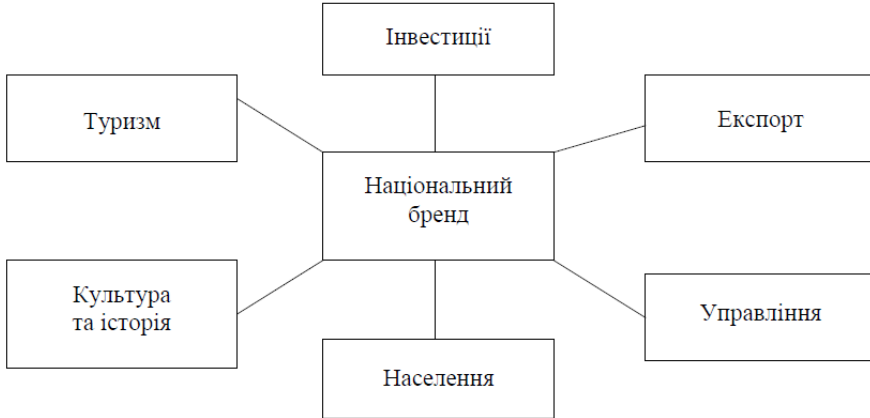 Інвестиції
Туризм
Експорт
Національний
бренд
Культура
та історія
Управління
Населення